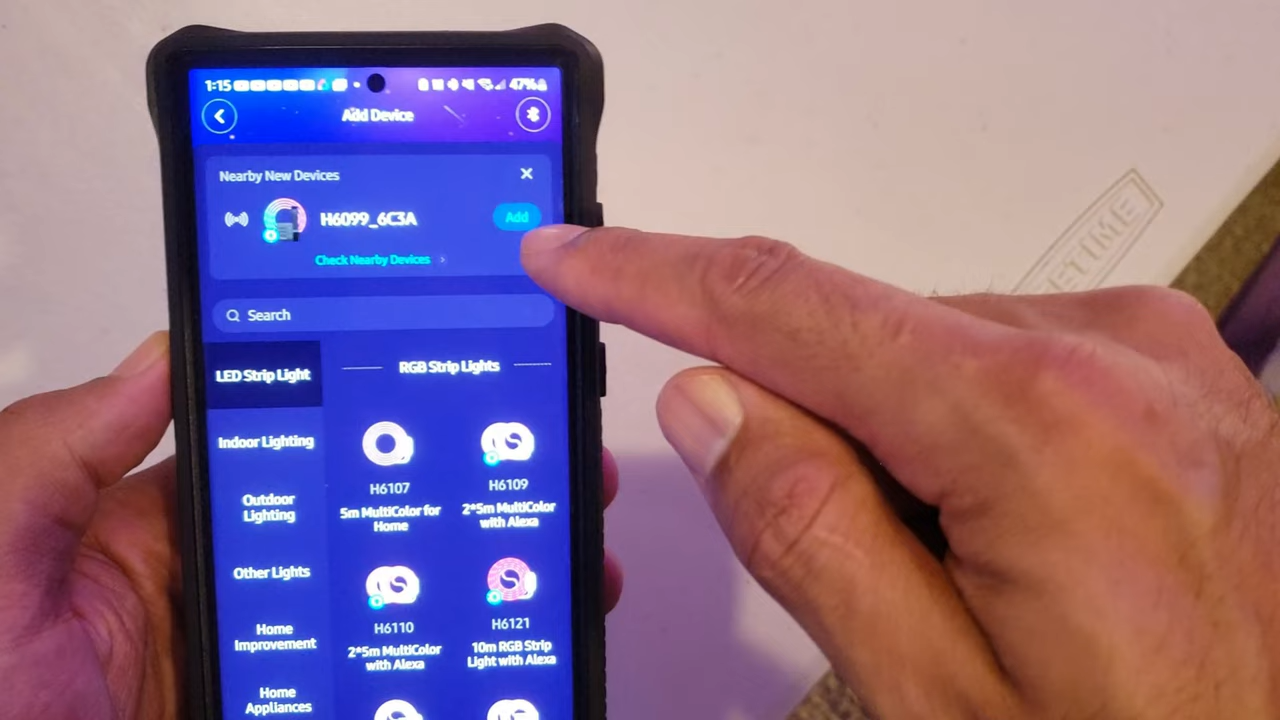 1:15
47%
Add Device
Nearby New Devices
H6099_6C3A
Add
Check Nearby Devices
Search
LED Strip Light
RGB Strip Lights
Indoor Lighting
H6107
H6109
5m MultiColor for
Home
2*5m MultiColor
with Alexa
Outdoor
Lighting
Other Lights
H6110
H6121
2*5m MultiColor
with Alexa
10m RGB Strip
Light with Alexa
Home
Improvement
Home
Appliances
ETIME